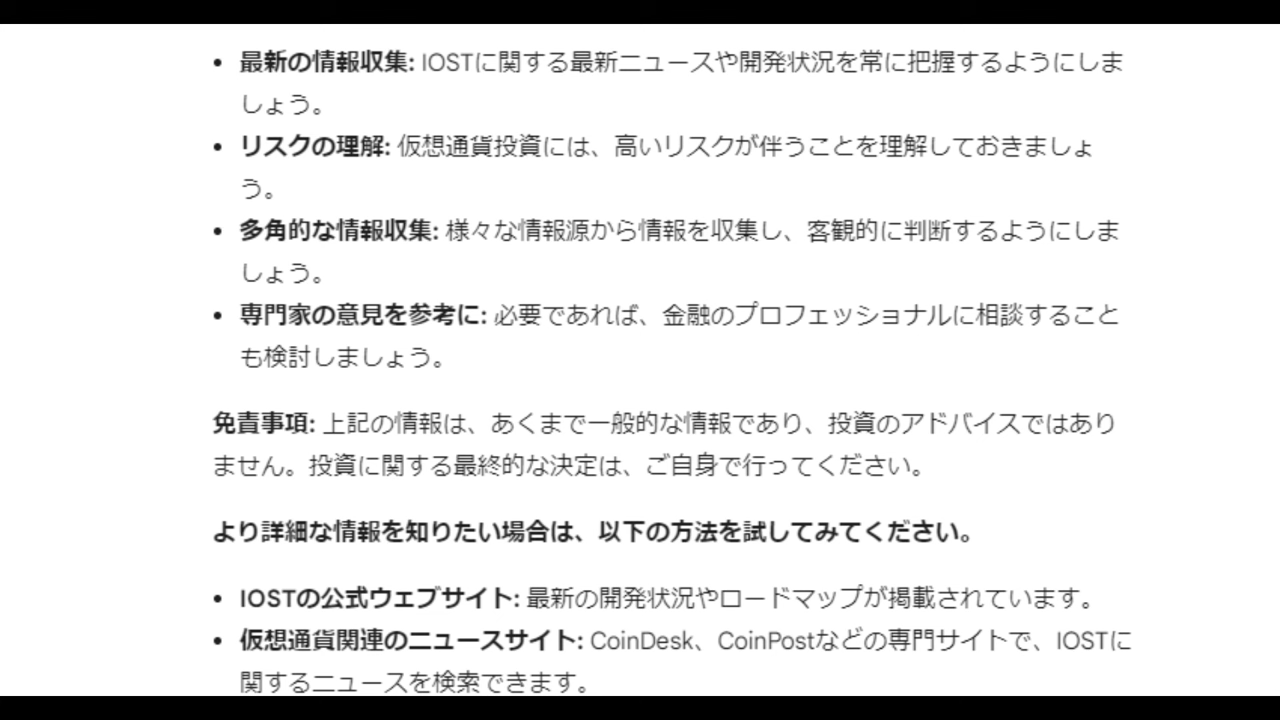 • 最新の情報収集: IOSTに関する最新ニュースや開発状況を常に把握するようにしま
しょう。
• リスクの理解: 仮想通貨投資には、高いリスクが伴うことを理解しておきましょ
う。
• 多角的な情報収集: 様々な情報源から情報を収集し、客観的に判断するようにしま
しょう。
• 専門家の意見を参考に: 必要であれば、金融のプロフェッショナルに相談すること
も検討しましょう。
免責事項: 上記の情報は、あくまで一般的な情報であり、投資のアドバイスではあり
ません。投資に関する最終的な決定は、ご自身で行ってください。
より詳細な情報を知りたい場合は、以下の方法を試してみてください。
• IOSTの公式ウェブサイト: 最新の開発状況やロードマップが掲載されています。
• 仮想通貨関連のニュースサイト: CoinDesk、CoinPostなどの専門サイトで、IOSTに
関するニュースを検索できます。